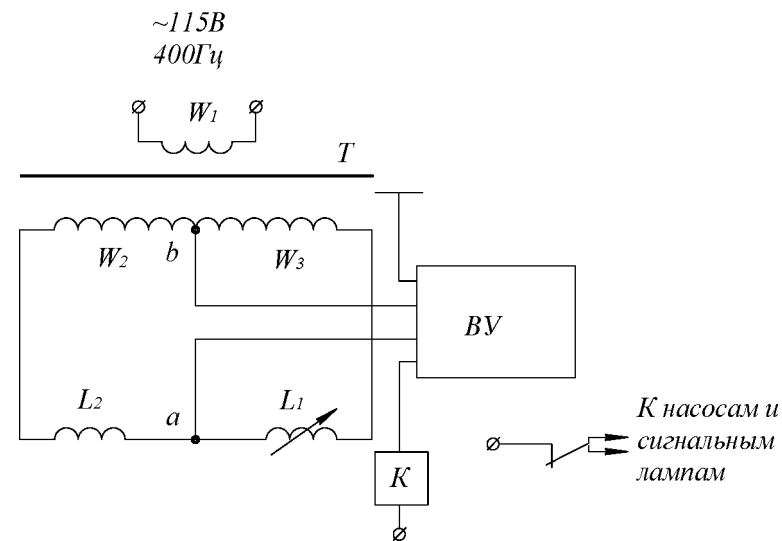 ~115В
400Гц
W1
T
W2
b
W3
ВУ
L2
a
L1
К насосам и
сигнальным
лампам
К